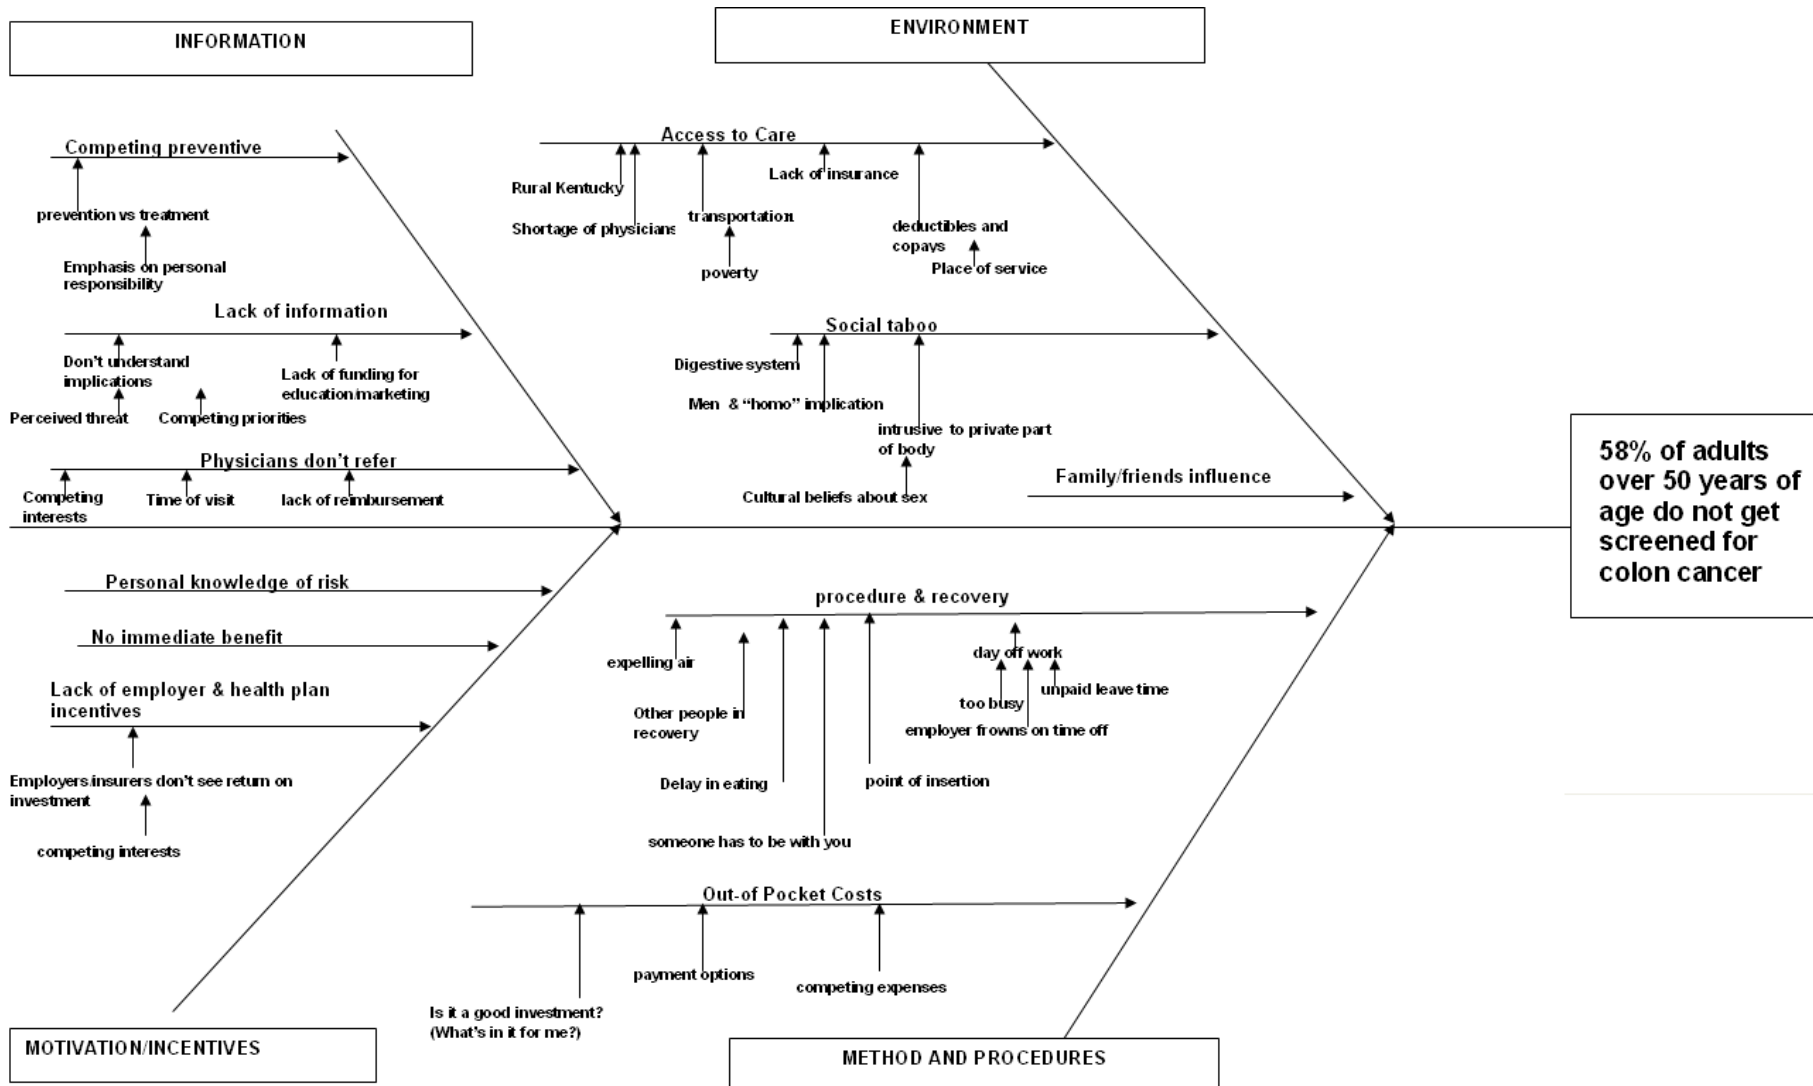 INFORMATION
ENVIRONMENT
Competing preventive
prevention vs treatment
Emphasis on personal
responsibility
Lack of information
Don't understand
implications
Lack of funding for
education/marketing
Perceived threat
Competing priorities
Physicians don't refer
Competing
interests
Time of visit
lack of reimbursement
Access to Care
Rural Kentucky
Lack of insurance
Shortage of physicians
transportation
deductibles and
copays
poverty
Place of service
Social taboo
Digestive system
Men & “homo” implication
intrusive to private part
of body
Cultural beliefs about sex
Family/friends influence
58% of adults
over 50 years of
age do not get
screened for
colon cancer
Personal knowledge of risk
No immediate benefit
Lack of employer & health plan
incentives
Employers/insurers don't see return on
investment
competing interests
procedure & recovery
expelling air
day off work
unpaid leave time
too busy
Other people in
recovery
employer frowns on time off
Delay in eating
point of insertion
someone has to be with you
Out-of Pocket Costs
payment options
competing expenses
Is it a good investment?
(What's in it for me?)
MOTIVATION/INCENTIVES
METHOD AND PROCEDURES